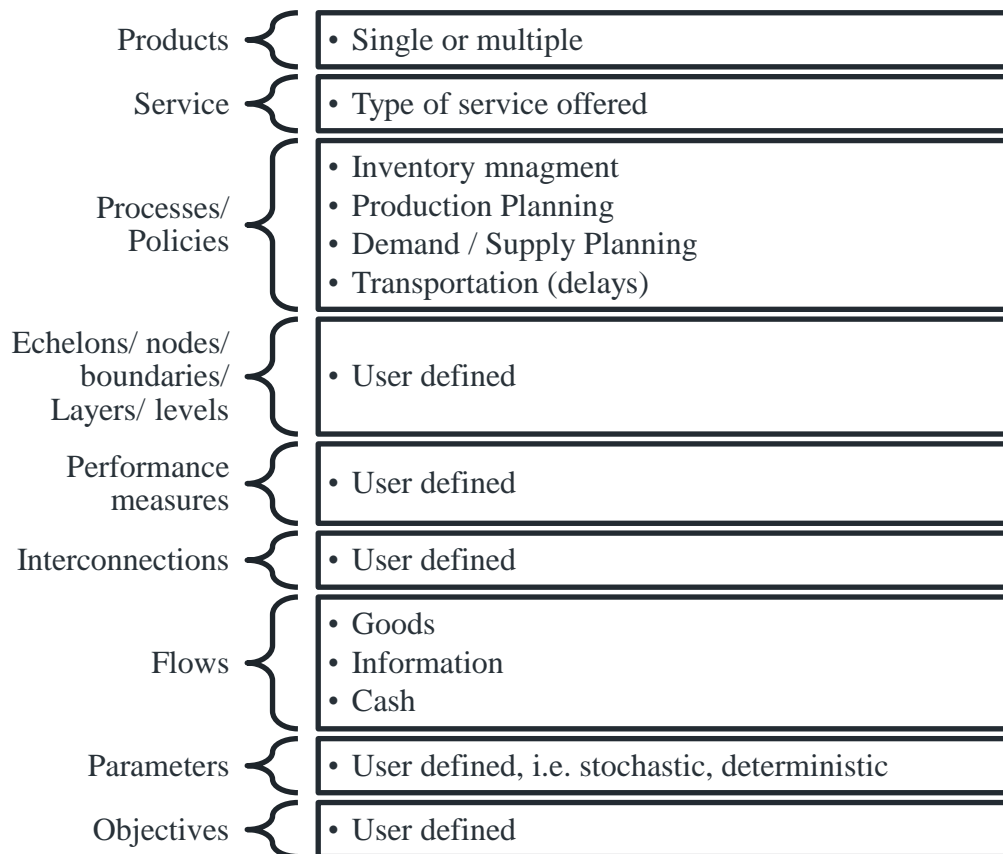 Products
• Single or multiple
Service
• Type of service offered
Processes/
Policies
• Inventory mnagment
• Production Planning
• Demand / Supply Planning
• Transportation (delays)
Echelons/ nodes/
boundaries/
Layers/ levels
• User defined
Performance
measures
• User defined
Interconnections
• User defined
Flows
• Goods
• Information
• Cash
Parameters
• User defined, i.e. stochastic, deterministic
Objectives
• User defined